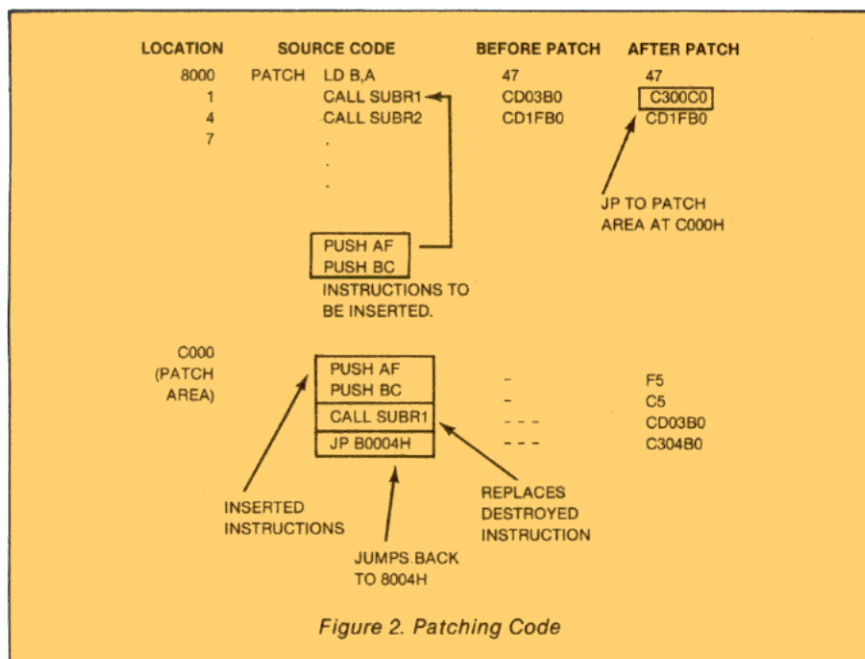 LOCATION SOURCE CODE BEFORE PATCH AFTER PATCH
8000 PATCH LD B,A 47 47
1 CALL SUBR1 CD03B0 C300C0
4 CALL SUBR2 CD1FB0 CD1FB0
7 .
.
.
JP TO PATCH
AREA AT C000H
PUSH AF
PUSH BC
INSTRUCTIONS TO
BE INSERTED.
C000
(PATCH
AREA)
PUSH AF - F5
PUSH BC - C5
CALL SUBR1 - - - CD03B0
JP B0004H - - - C304B0
INSERTED
INSTRUCTIONS
REPLACES
DESTROYED
INSTRUCTION
JUMPS BACK
TO 8004H
Figure 2. Patching Code